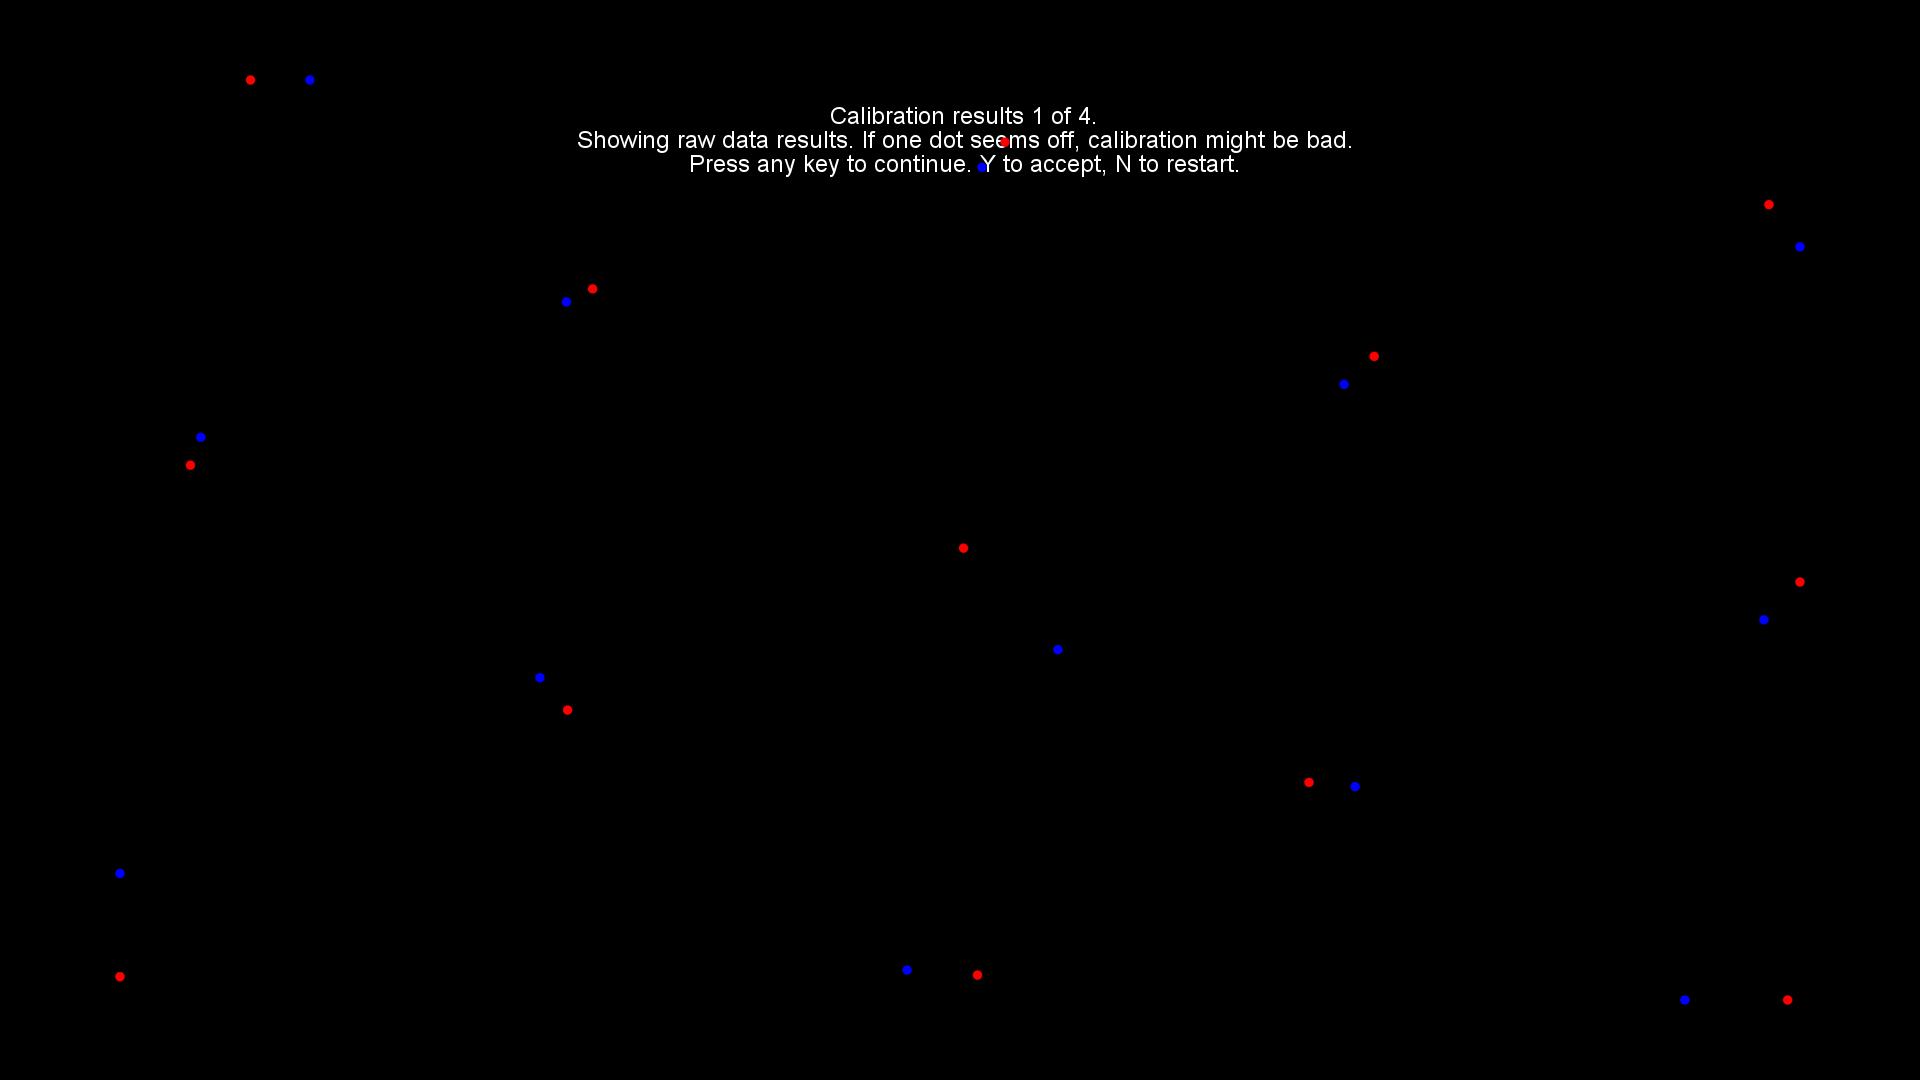 Calibration results 1 of 4.
Showing raw data results. If one dot seems off, calibration might be bad.
Press any key to continue. Y to accept, N to restart.